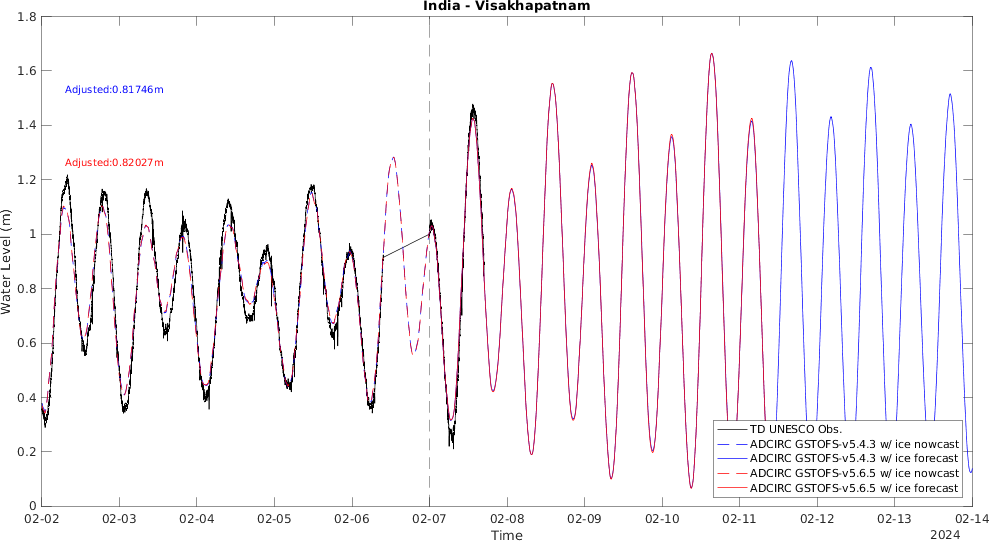 India - Visakhapatnam
1.8
1.6
1.4
1.2
1
0.8
0.6
0.4
0.2
0
Water Level (m)
Adjusted:0.81746m
Adjusted:0.82027m
TD UNESCO Obs.
ADCIRC GSTOFS-v5.4.3 w/ ice nowcast
ADCIRC GSTOFS-v5.4.3 w/ ice forecast
ADCIRC GSTOFS-v5.6.5 w/ ice nowcast
ADCIRC GSTOFS-v5.6.5 w/ ice forecast
02-02 02-03 02-04 02-05 02-06 02-07 02-08 02-09 02-10 02-11 02-12 02-13 02-14
Time
2024